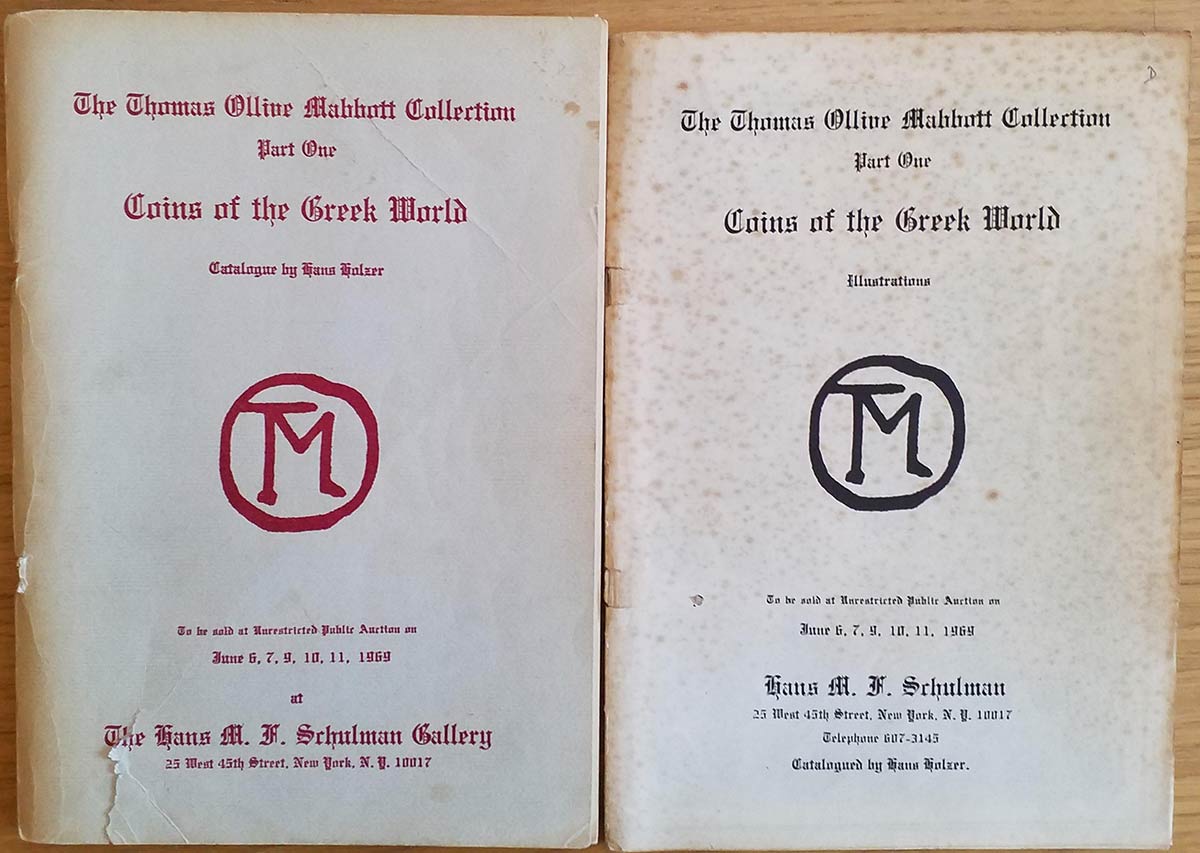 The Thomas Ollive Mabbott Collection
Part One
Coins of the Greek World
Catalogue by Hans Holzer
TM
To be sold at Unrestricted Public Auction on
June 6, 7, 9, 10, 11, 1969
at
The Hans M. F. Schulman Gallery
25 West 45th Street, New York, N. Y. 10017
D
The Thomas Ollive Mabbott Collection
Part One
Coins of the Greek World
Illustrations
TM
To be sold at Unrestricted Public Auction on
June 6, 7, 9, 10, 11, 1969
Hans M. F. Schulman
25 West 45th Street, New York, N. Y. 10017
Telephone 607-3145
Catalogued by Hans Holzer.